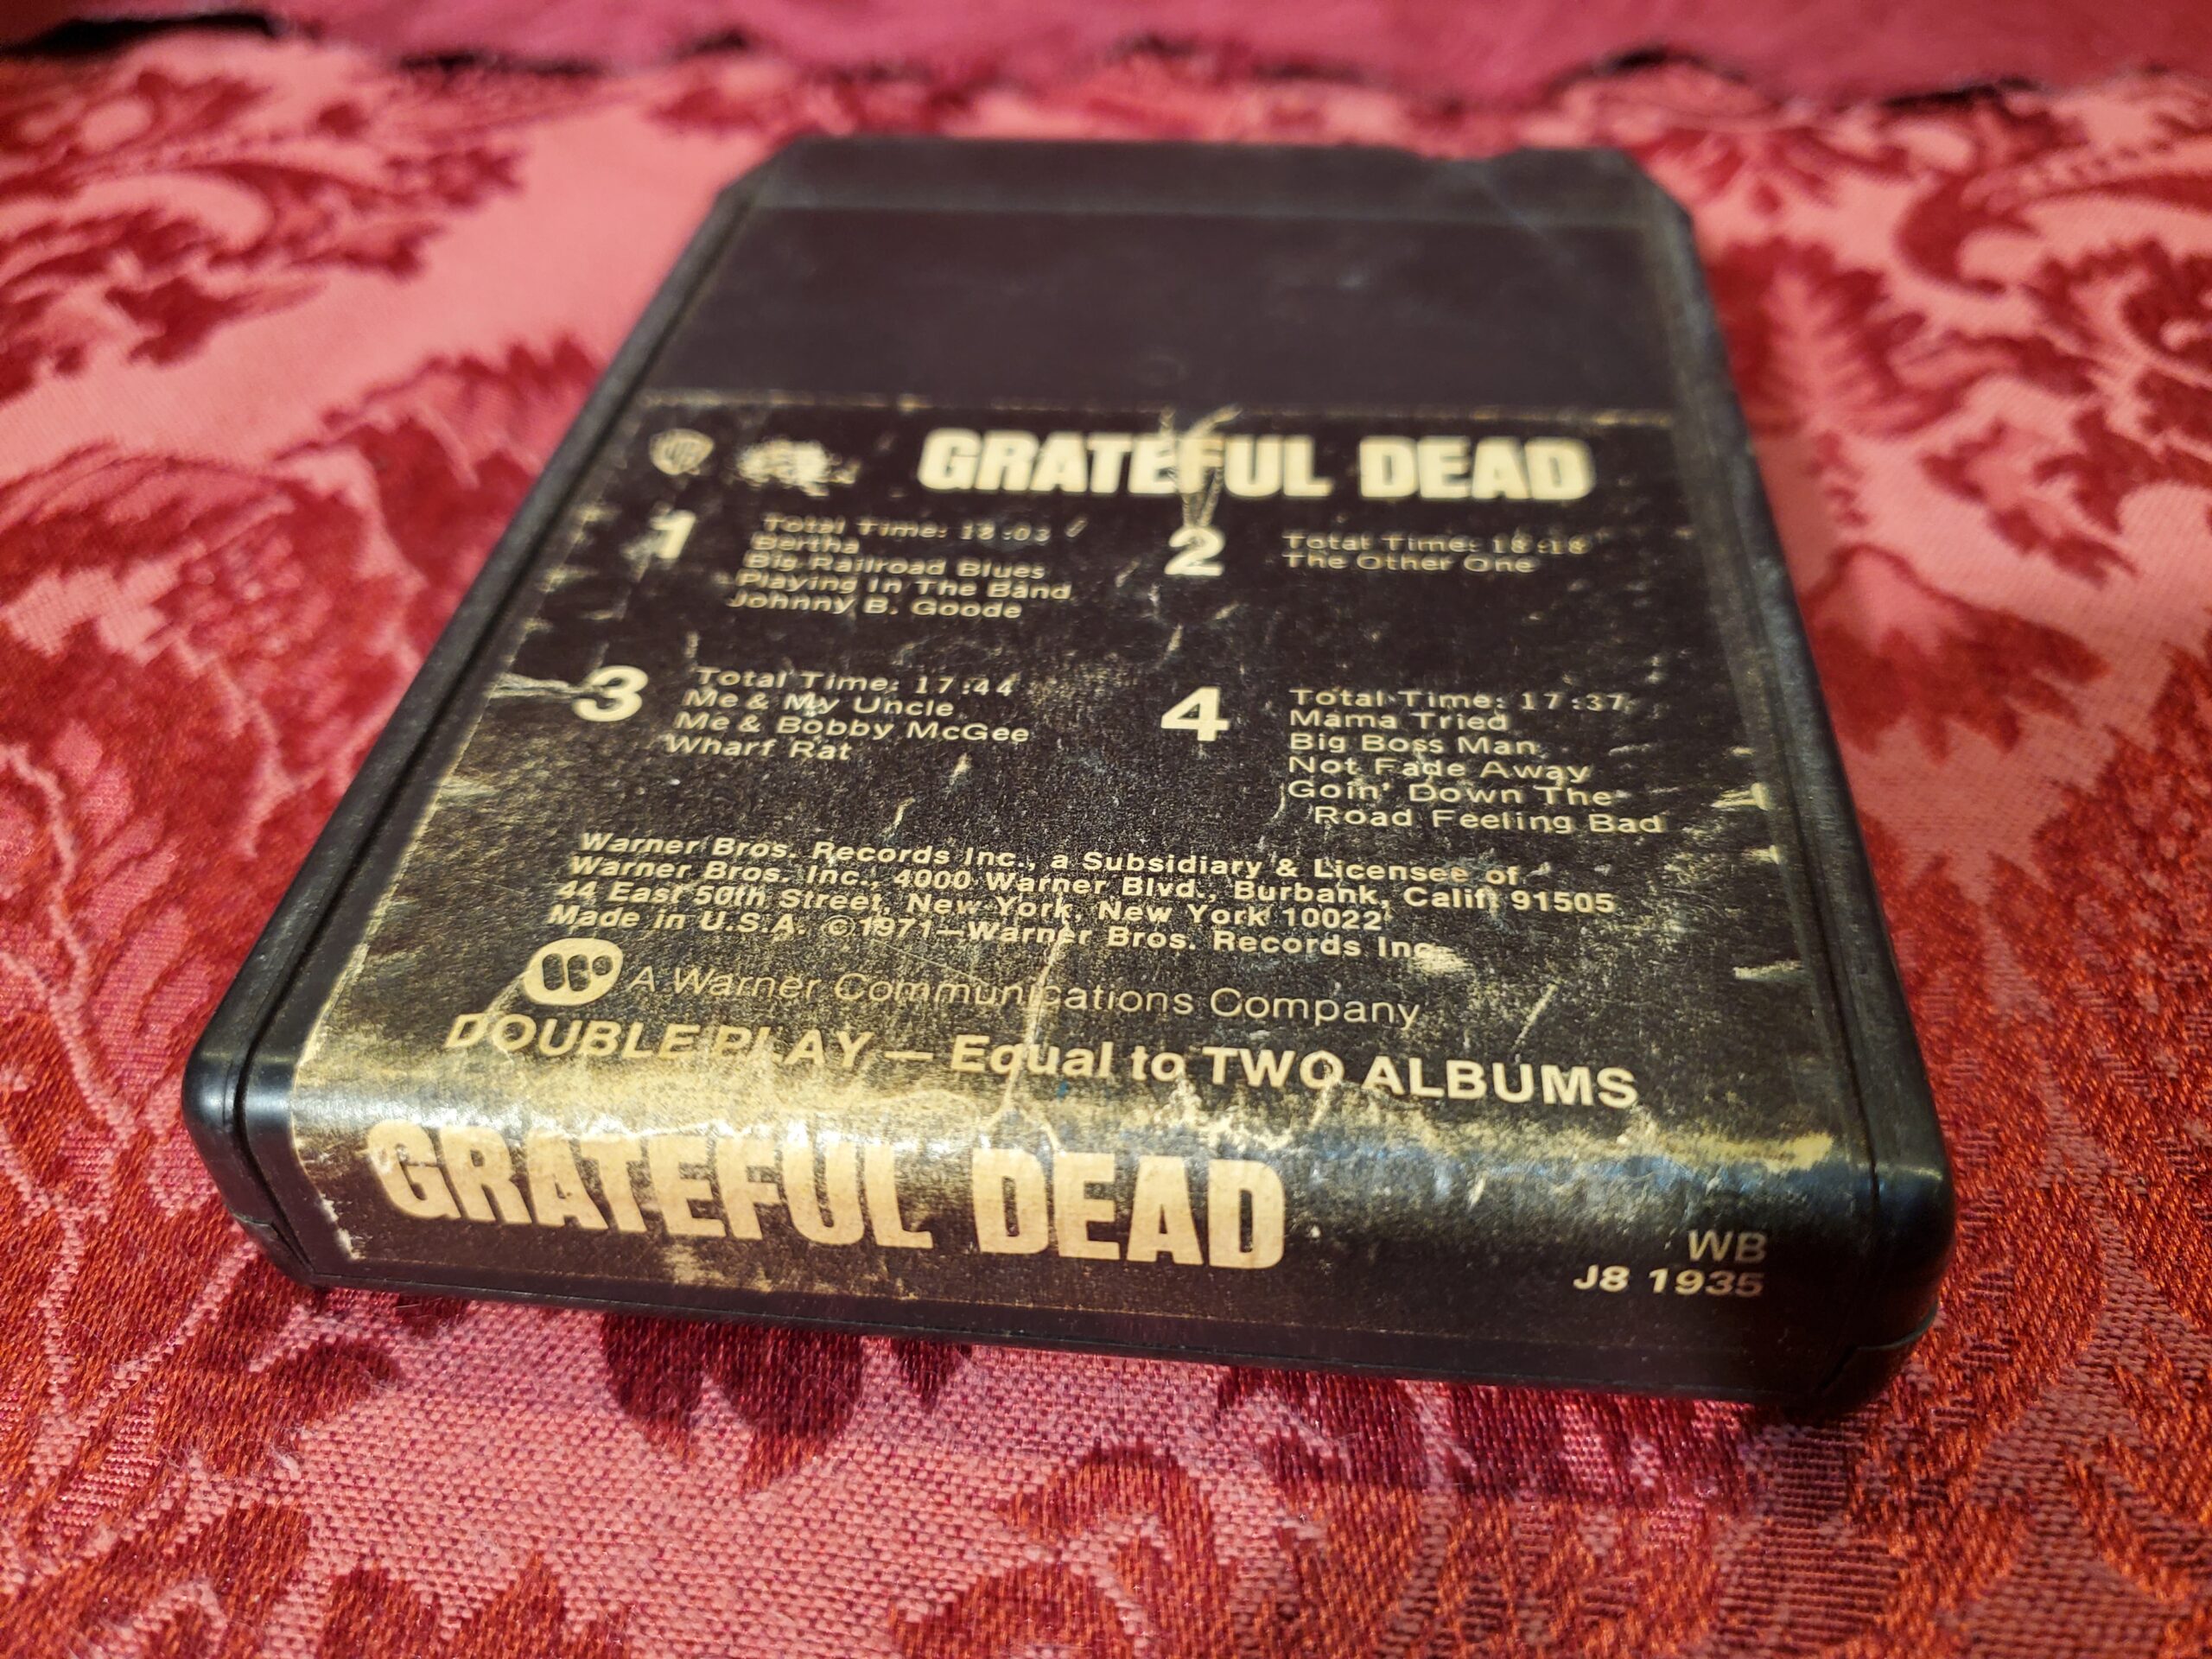 GRATEFUL DEAD
1
Total Time: 18:03
Bertha
Big Railroad Blues
Playing In The Band
Johnny B. Goode
2
Total Time: 18:18
The Other One
3
Total Time: 17:44
Me & My Uncle
Me & Bobby McGee
Wharf Rat
4
Total Time: 17:37
Mama Tried
Big Boss Man
Not Fade Away
Goin' Down The
Road Feeling Bad
Warner Bros. Records Inc., a Subsidiary & Licensee of
Warner Bros. Inc., 4000 Warner Blvd., Burbank, Calif. 91505
44 East 50th Street, New York, New York 10022
Made in U.S.A. ©1971—Warner Bros. Records Inc.
A Warner Communications Company
DOUBLE PLAY — Equal to TWO ALBUMS
GRATEFUL DEAD
WB
J8 1935